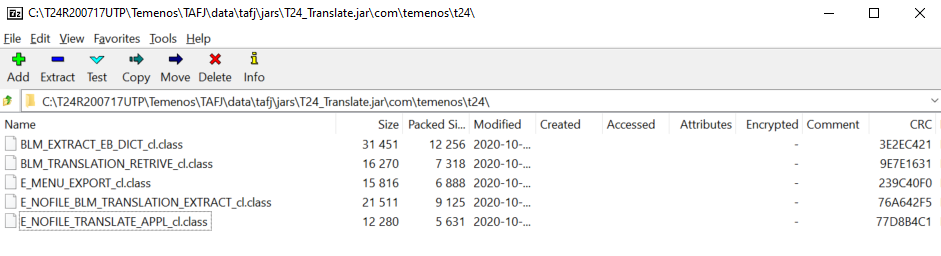 C:\T24R200717UTP\Temenos\TAFJ\data\tafj\jars\T24_Translate.jar\com\temenos\t24\
File Edit View Favorites Tools Help
Add Extract Test Copy Move Delete Info
C:\T24R200717UTP\Temenos\TAFJ\data\tafj\jars\T24_Translate.jar\com\temenos\t24\
Name Size Packed Si... Modified Created Accessed Attributes Encrypted Comment CRC
BLM_EXTRACT_EB_DICT_cl.class 31 451 12 256 2020-10-... - 3E2EC421
BLM_TRANSLATION_RETRIVE_cl.class 16 270 7 318 2020-10-... - 9E7E1631
E_MENU_EXPORT_cl.class 15 816 6 888 2020-10-... - 239C40F0
E_NOFILE_BLM_TRANSLATION_EXTRACT_cl.class 21 511 9 125 2020-10-... - 76A642F5
E_NOFILE_TRANSLATE_APPL_cl.class 12 280 5 631 2020-10-... - 77D8B4C1